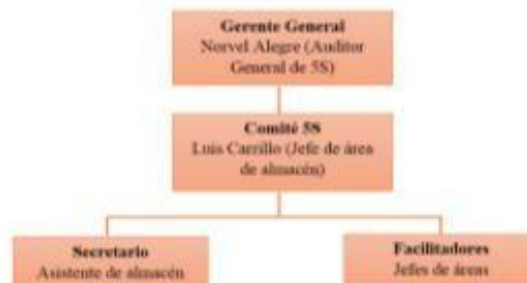 Gerente General
Norvel Alegre (Auditor
General de 5S)
Comité 5S
Luis Carrillo (Jefe de área
de almacén)
Secretario
Asistente de almacén
Facilitadores
Jefes de áreas